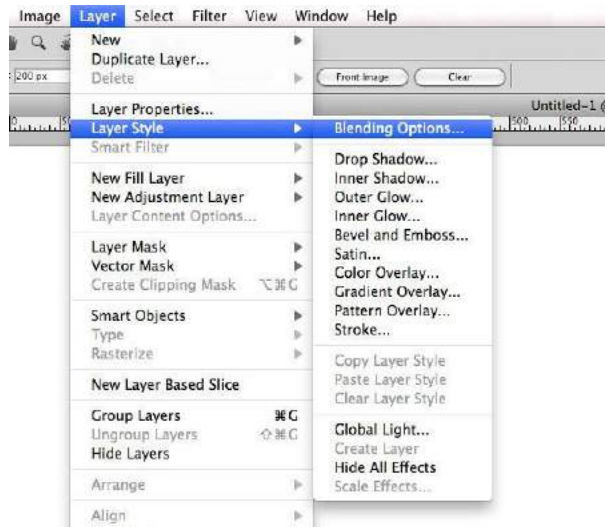 Image Layer Select Filter View Window Help
200 px
Front Image Clear
Untitled-1 @
500 550
New
Duplicate Layer...
Delete
Layer Properties...
Layer Style
Smart Filter
New Fill Layer
New Adjustment Layer
Layer Content Options...
Layer Mask
Vector Mask
Create Clipping Mask ⌥⌘G
Smart Objects
Type
Rasterize
New Layer Based Slice
Group Layers ⌘G
Ungroup Layers ⇧⌘G
Hide Layers
Arrange
Align
Blending Options...
Drop Shadow...
Inner Shadow...
Outer Glow...
Inner Glow...
Bevel and Emboss...
Satin...
Color Overlay...
Gradient Overlay...
Pattern Overlay...
Stroke...
Copy Layer Style
Paste Layer Style
Clear Layer Style
Global Light...
Create Layer
Hide All Effects
Scale Effects...